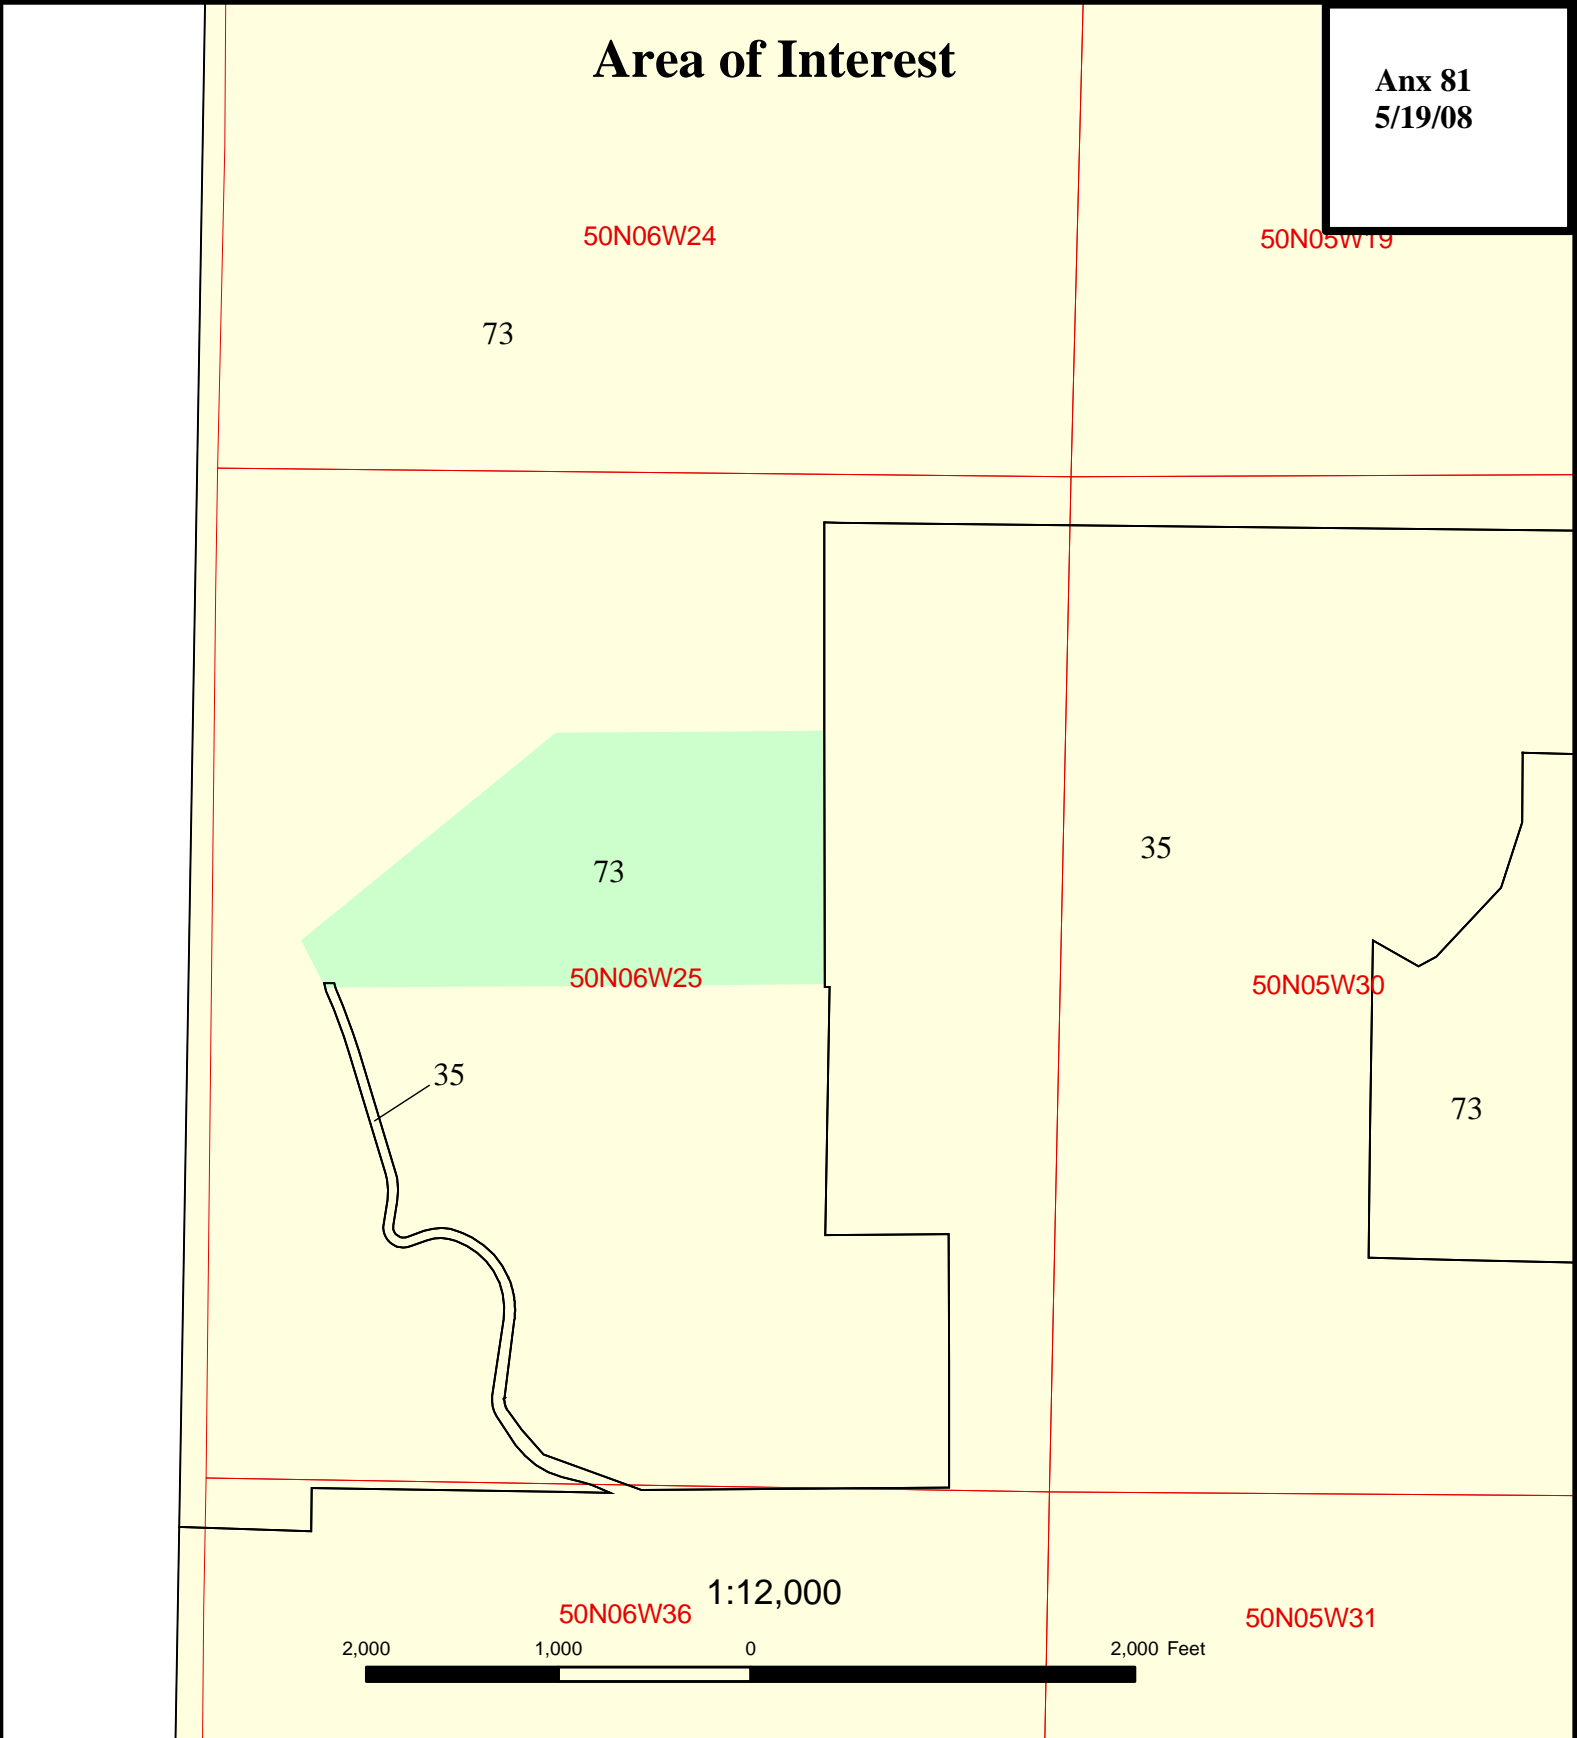 Area of Interest
Anx 81
5/19/08
50N06W24
50N05W19
73
35
73
50N06W25
50N05W30
35
73
1:12,000
50N06W36
50N05W31
2,000 1,000 0 2,000 Feet